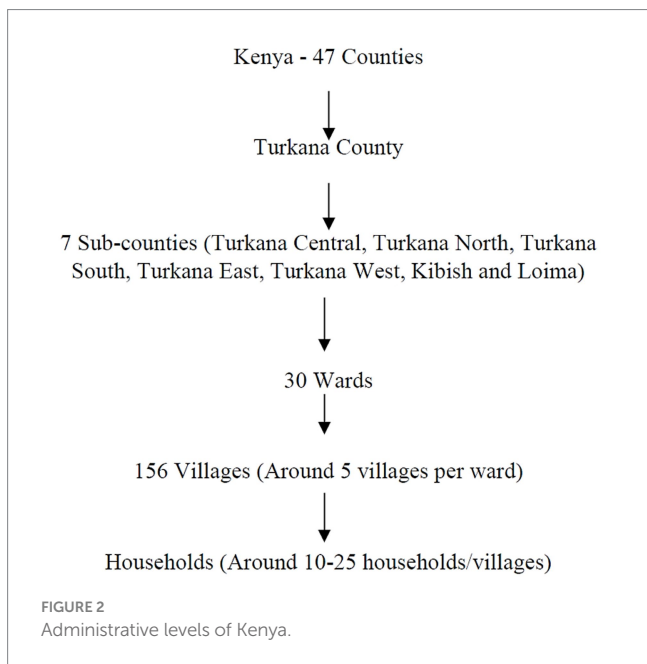 Kenya - 47 Counties
Turkana County
7 Sub-counties (Turkana Central, Turkana North, Turkana
South, Turkana East, Turkana West, Kibish and Loima)
30 Wards
156 Villages (Around 5 villages per ward)
Households (Around 10-25 households/villages)
FIGURE 2
Administrative levels of Kenya.